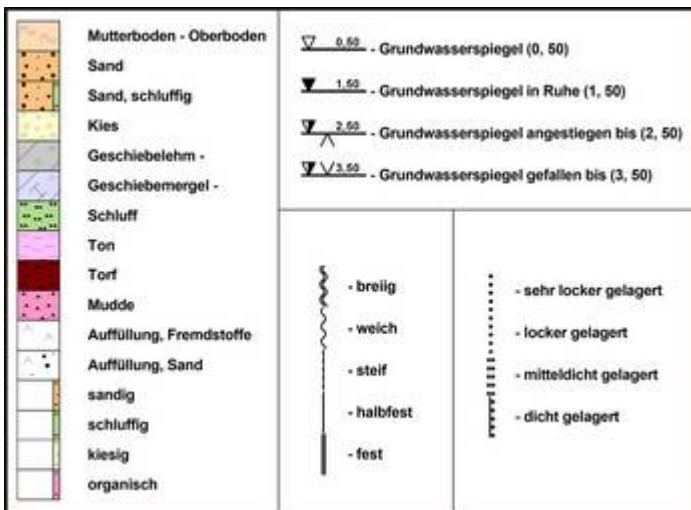 Mutterboden - Oberboden
Sand
Sand, schluffig
Kies
Geschiebelehm -
Geschiebemergel -
Schluff
Ton
Torf
Mudde
Auffüllung, Fremdstoffe
Auffüllung, Sand
sandig
schluffig
kiesig
organisch
0,50 - Grundwasserspiegel (0, 50)
1,50 - Grundwasserspiegel in Ruhe (1, 50)
2,50 - Grundwasserspiegel angestiegen bis (2, 50)
3,50 - Grundwasserspiegel gefallen bis (3, 50)
- breiig
- weich
- steif
- halbfest
- fest
- sehr locker gelagert
- locker gelagert
- mitteldicht gelagert
- dicht gelagert